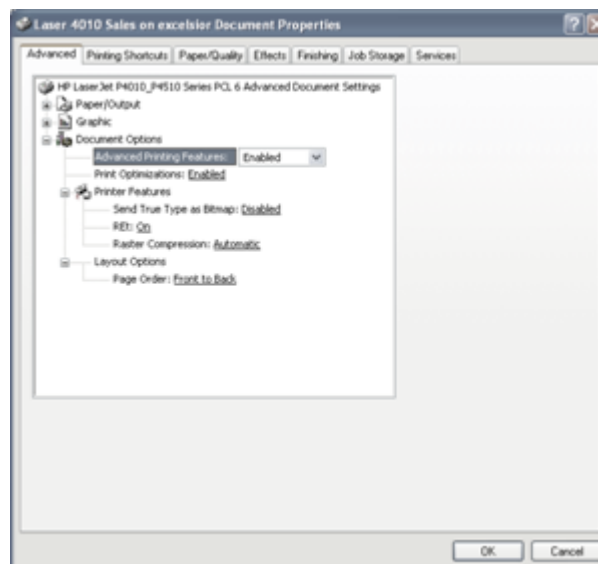 Laser 4010 Sales on excelsior Document Properties
Advanced Printing Shortcuts Paper/Quality Effects Finishing Job Storage Services
HP LaserJet P4010_P4510 Series PCL 6 Advanced Document Settings
Paper/Output
Graphic
Document Options
Advanced Printing Features: Enabled
Print Optimizations: Enabled
Printer Features
Send True Type as Bitmap: Disabled
REt: On
Raster Compression: Automatic
Layout Options
Page Order: Front to Back
OK Cancel